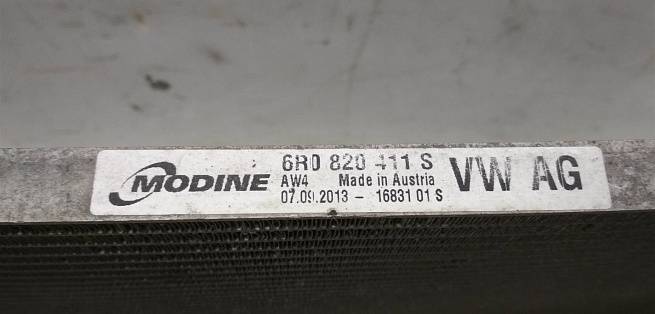 MODINE
6R0 820 411 S
AW4 Made in Austria
07.09.2013 - 16831 01 S
VW AG